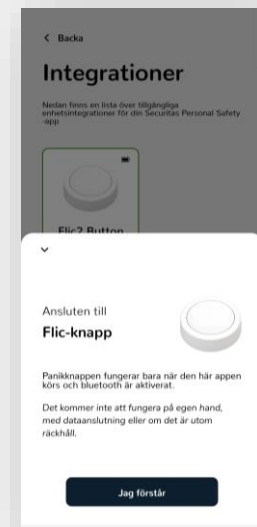 Backa
Integrationer
Nedan finns en lista över tillgängliga
enhetsintegrationer för din Securitas Personal Safety
-app
Flic2 Button
Ansluten till
Flic-knapp
Panikknappen fungerar bara när den här appen
körs och bluetooth är aktiverat.
Det kommer inte att fungera på egen hand,
med dataanslutning eller om det är utom
räckhåll.
Jag förstår